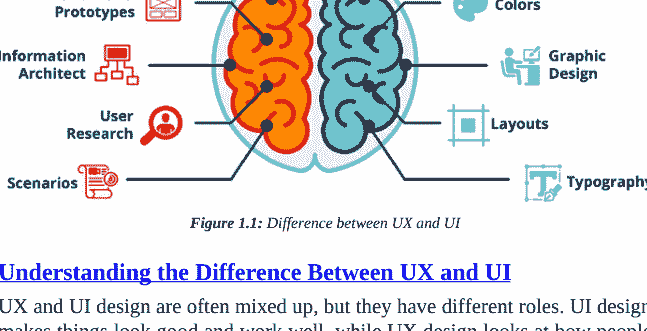 Prototypes
Colors
Information
Architect
Graphic
Design
User
Research
Layouts
Scenarios
T
Typography
Figure 1.1: Difference between UX and UI
Understanding the Difference Between UX and UI
UX and UI design are often mixed up, but they have different roles. UI design
makes things look good and work well, while UX design looks at how people